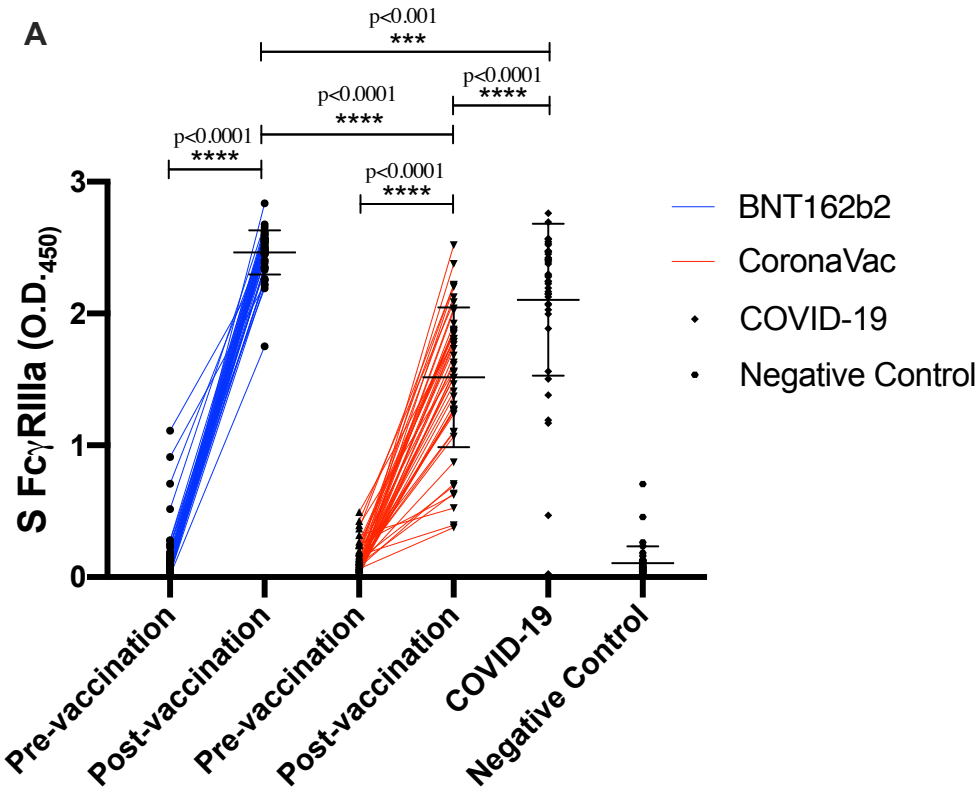 A
p<0.001
***
p<0.0001
****
p<0.0001
****
p<0.0001
****
p<0.0001
****
S FcγRIIIa (O.D.450)
3
2
1
0
BNT162b2
CoronaVac
COVID-19
Negative Control
Pre-vaccination
Post-vaccination
Pre-vaccination
Post-vaccination
COVID-19
Negative Control